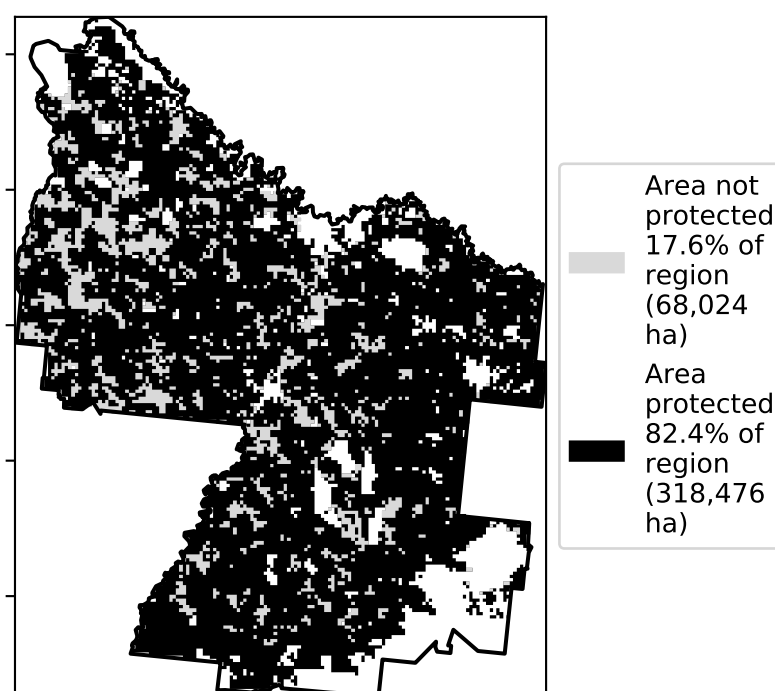 Area not
protected
17.6% of
region
(68,024
ha)
Area
protected
82.4% of
region
(318,476
ha)